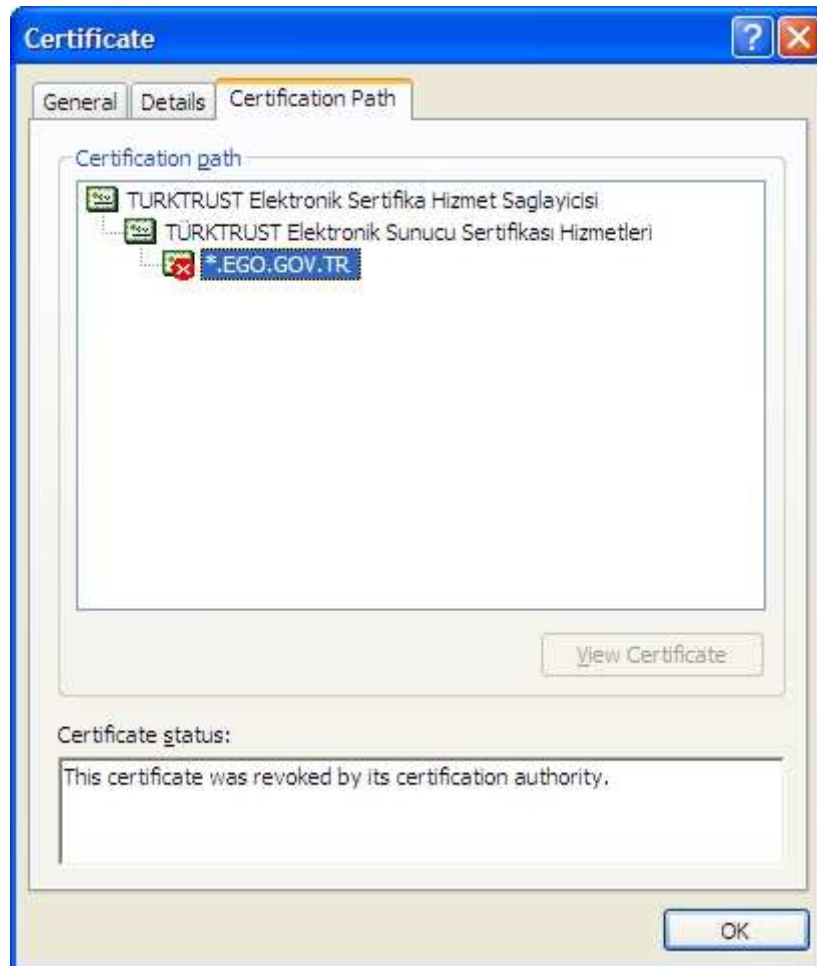 Certificate
General Details Certification Path
Certification path
TURKTRUST Elektronik Sertifika Hizmet Saglayicisi
TÜRKTRUST Elektronik Sunucu Sertifikası Hizmetleri
*.EGO.GOV.TR
View Certificate
Certificate status:
This certificate was revoked by its certification authority.
OK